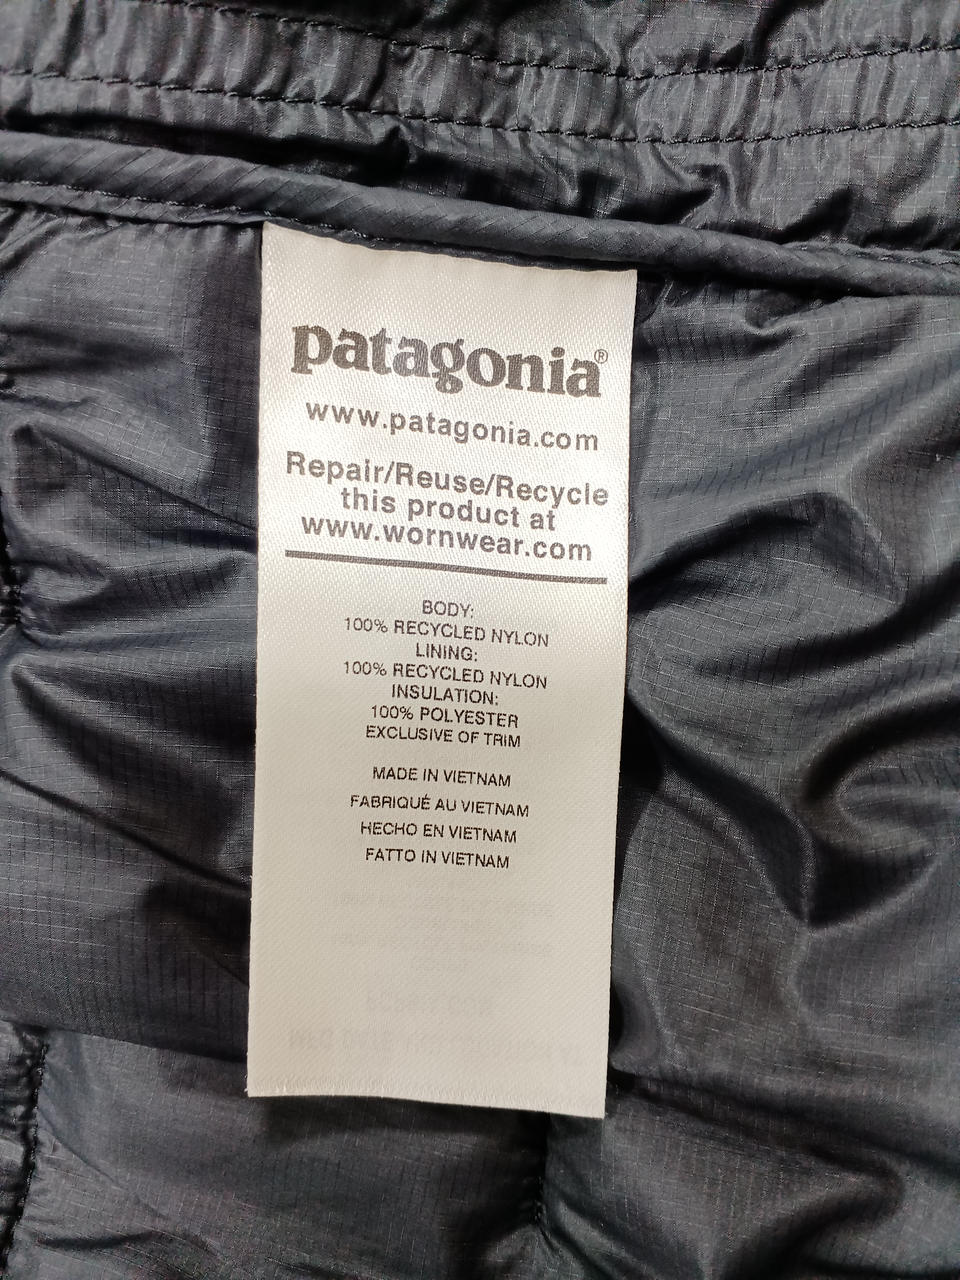 patagonia®
www.patagonia.com
Repair/Reuse/Recycle
this product at
www.wornwear.com
BODY:
100% RECYCLED NYLON
LINING:
100% RECYCLED NYLON
INSULATION:
100% POLYESTER
EXCLUSIVE OF TRIM
MADE IN VIETNAM
FABRIQUÉ AU VIETNAM
HECHO EN VIETNAM
FATTO IN VIETNAM